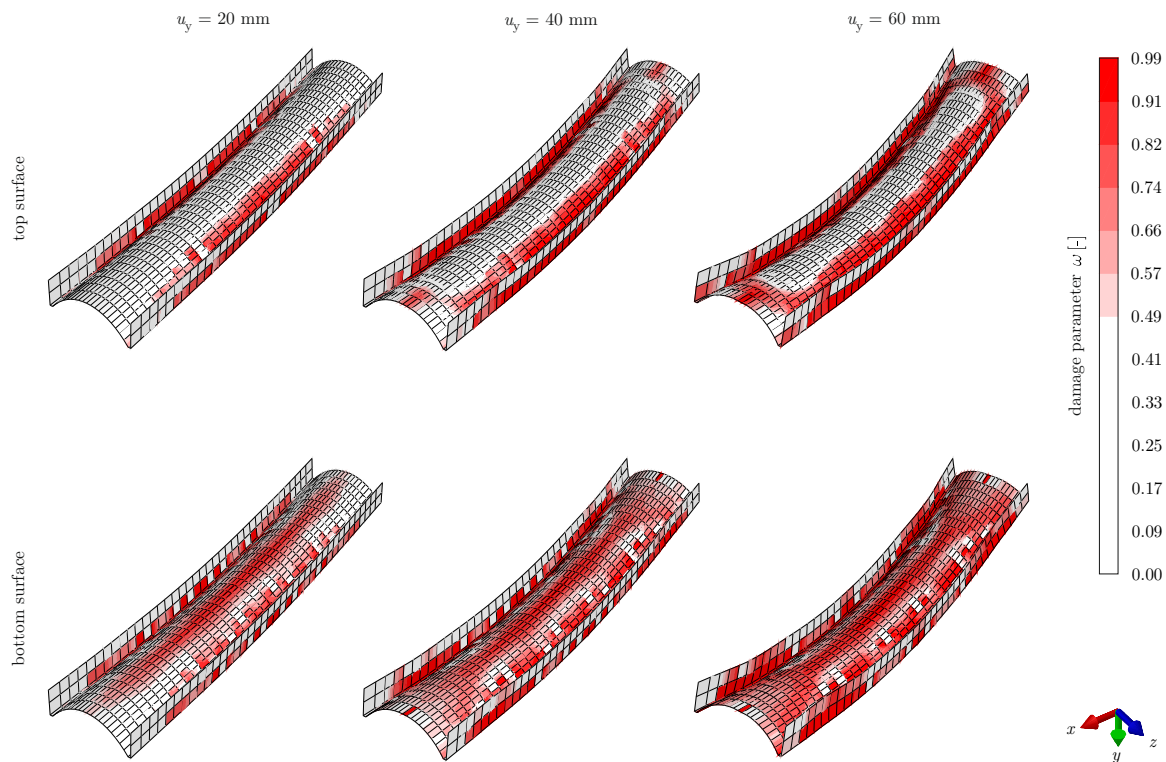 u_y = 20 mm
u_y = 40 mm
u_y = 60 mm
top surface
bottom surface
damage parameter ω [-]
0.99
0.91
0.82
0.74
0.66
0.57
0.49
0.41
0.33
0.25
0.17
0.09
0.00
x
y
z